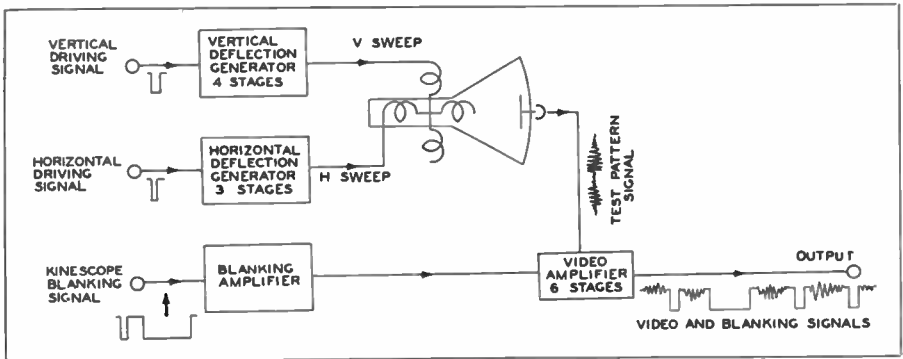 VERTICAL
DRIVING
SIGNAL
VERTICAL
DEFLECTION
GENERATOR
4 STAGES
V SWEEP
HORIZONTAL
DRIVING
SIGNAL
HORIZONTAL
DEFLECTION
GENERATOR
3 STAGES
H SWEEP
TEST PATTERN
SIGNAL
KINESCOPE
BLANKING
SIGNAL
BLANKING
AMPLIFIER
VIDEO
AMPLIFIER
6 STAGES
OUTPUT
VIDEO AND BLANKING SIGNALS